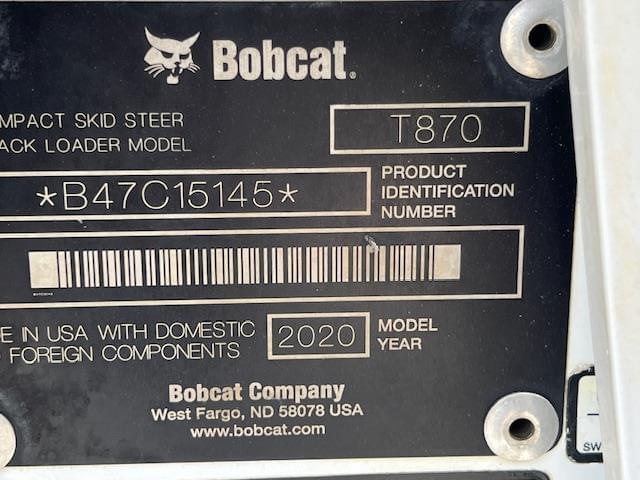 Bobcat.
MPACT SKID STEER
ACK LOADER MODEL
T870
*B47C15145*
PRODUCT
IDENTIFICATION
NUMBER
E IN USA WITH DOMESTIC
FOREIGN COMPONENTS
2020
MODEL
YEAR
Bobcat Company
West Fargo, ND 58078 USA
www.bobcat.com
SW